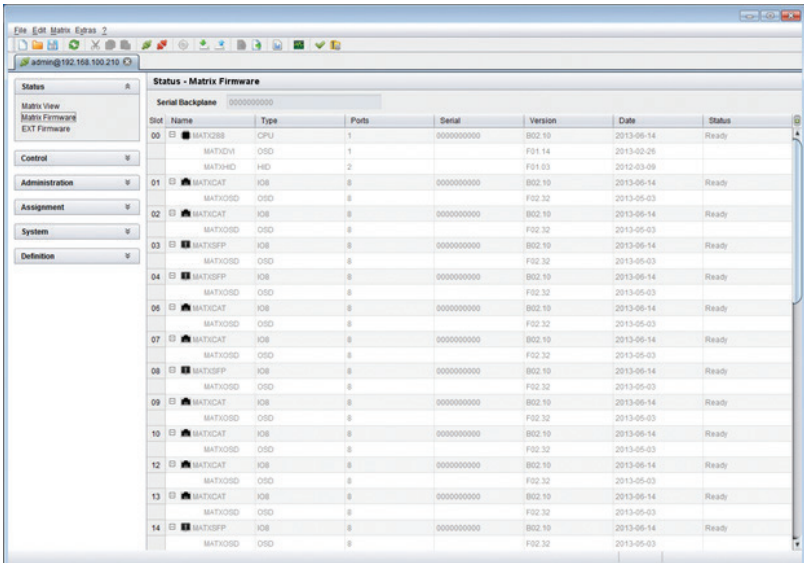 File Edit Matrix Extras ?
admin@192.168.100.210
Status
Matrix View
Matrix Firmware
EXT Firmware
Control
Administration
Assignment
System
Definition
Status - Matrix Firmware
Serial Backplane 0000000000
Slot Name Type Ports Serial Version Date Status
00 MATX288 CPU 1 0000000000 B02.10 2013-06-14 Ready
MATXDVI OSD 1 F01.14 2013-02-26
MATXHID HID 2 F01.03 2012-03-09
01 MATXCAT IO8 8 0000000000 B02.10 2013-06-14 Ready
MATXOSD OSD 8 F02.32 2013-05-03
02 MATXCAT IO8 8 0000000000 B02.10 2013-06-14 Ready
MATXOSD OSD 8 F02.32 2013-05-03
03 MATXSFP IO8 8 0000000000 B02.10 2013-06-14 Ready
MATXOSD OSD 8 F02.32 2013-05-03
04 MATXSFP IO8 8 0000000000 B02.10 2013-06-14 Ready
MATXOSD OSD 8 F02.32 2013-05-03
06 MATXCAT IO8 8 0000000000 B02.10 2013-06-14 Ready
MATXOSD OSD 8 F02.32 2013-05-03
07 MATXCAT IO8 8 0000000000 B02.10 2013-06-14 Ready
MATXOSD OSD 8 F02.32 2013-05-03
08 MATXSFP IO8 8 0000000000 B02.10 2013-06-14 Ready
MATXOSD OSD 8 F02.32 2013-05-03
09 MATXCAT IO8 8 0000000000 B02.10 2013-06-14 Ready
MATXOSD OSD 8 F02.32 2013-05-03
10 MATXCAT IO8 8 0000000000 B02.10 2013-06-14 Ready
MATXOSD OSD 8 F02.32 2013-05-03
12 MATXCAT IO8 8 0000000000 B02.10 2013-06-14 Ready
MATXOSD OSD 8 F02.32 2013-05-03
13 MATXCAT IO8 8 0000000000 B02.10 2013-06-14 Ready
MATXOSD OSD 8 F02.32 2013-05-03
14 MATXSFP IO8 8 0000000000 B02.10 2013-06-14 Ready
MATXOSD OSD 8 F02.32 2013-05-03